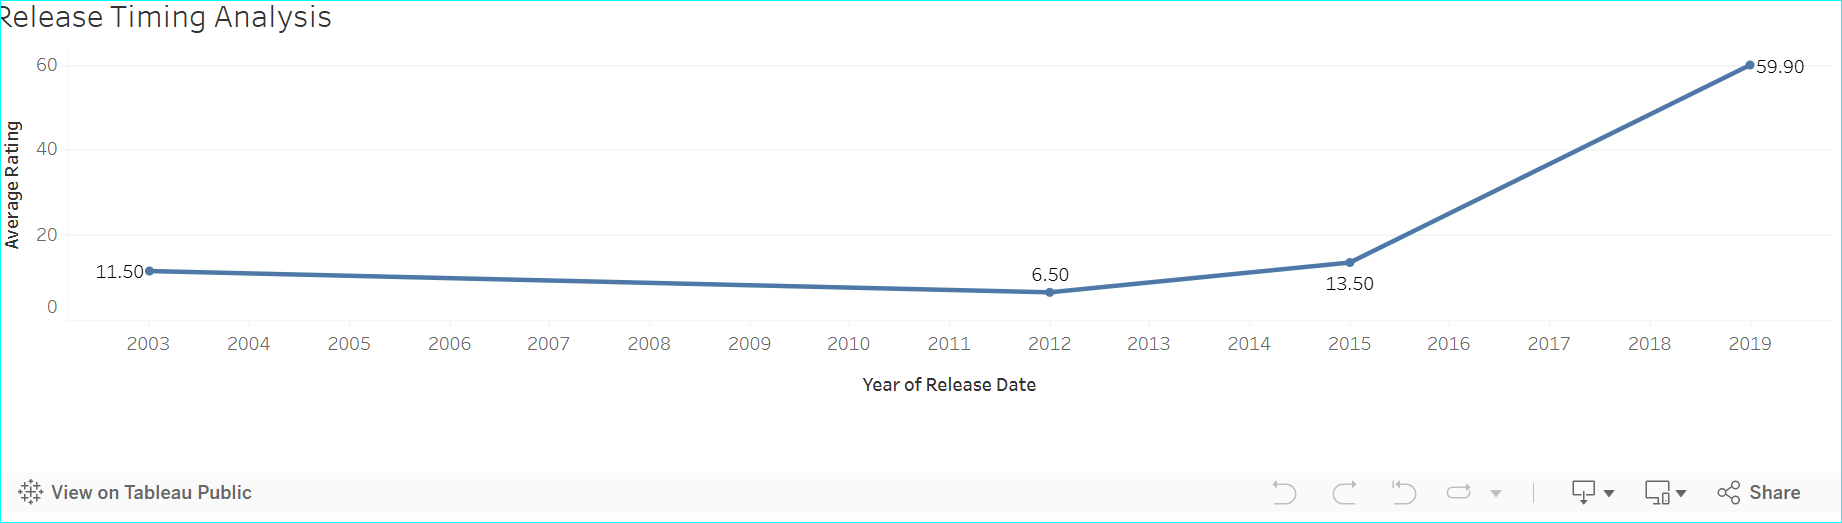 Release Timing Analysis
60
40
20
0
Average Rating
11.50
6.50
13.50
59.90
2003 2004 2005 2006 2007 2008 2009 2010 2011 2012 2013 2014 2015 2016 2017 2018 2019
Year of Release Date
View on Tableau Public
Share